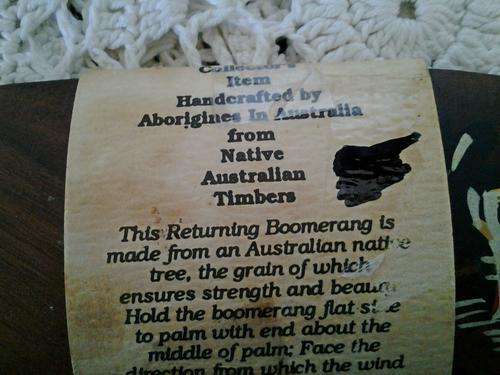 Collector's
Item
Handcrafted by
Aborigines In Australia
from
Native
Australian
Timbers
This Returning Boomerang is
made from an Australian native
tree, the grain of which
ensures strength and beauty
Hold the boomerang flat side
to palm with end about the
middle of palm; Face the
direction from which the wind